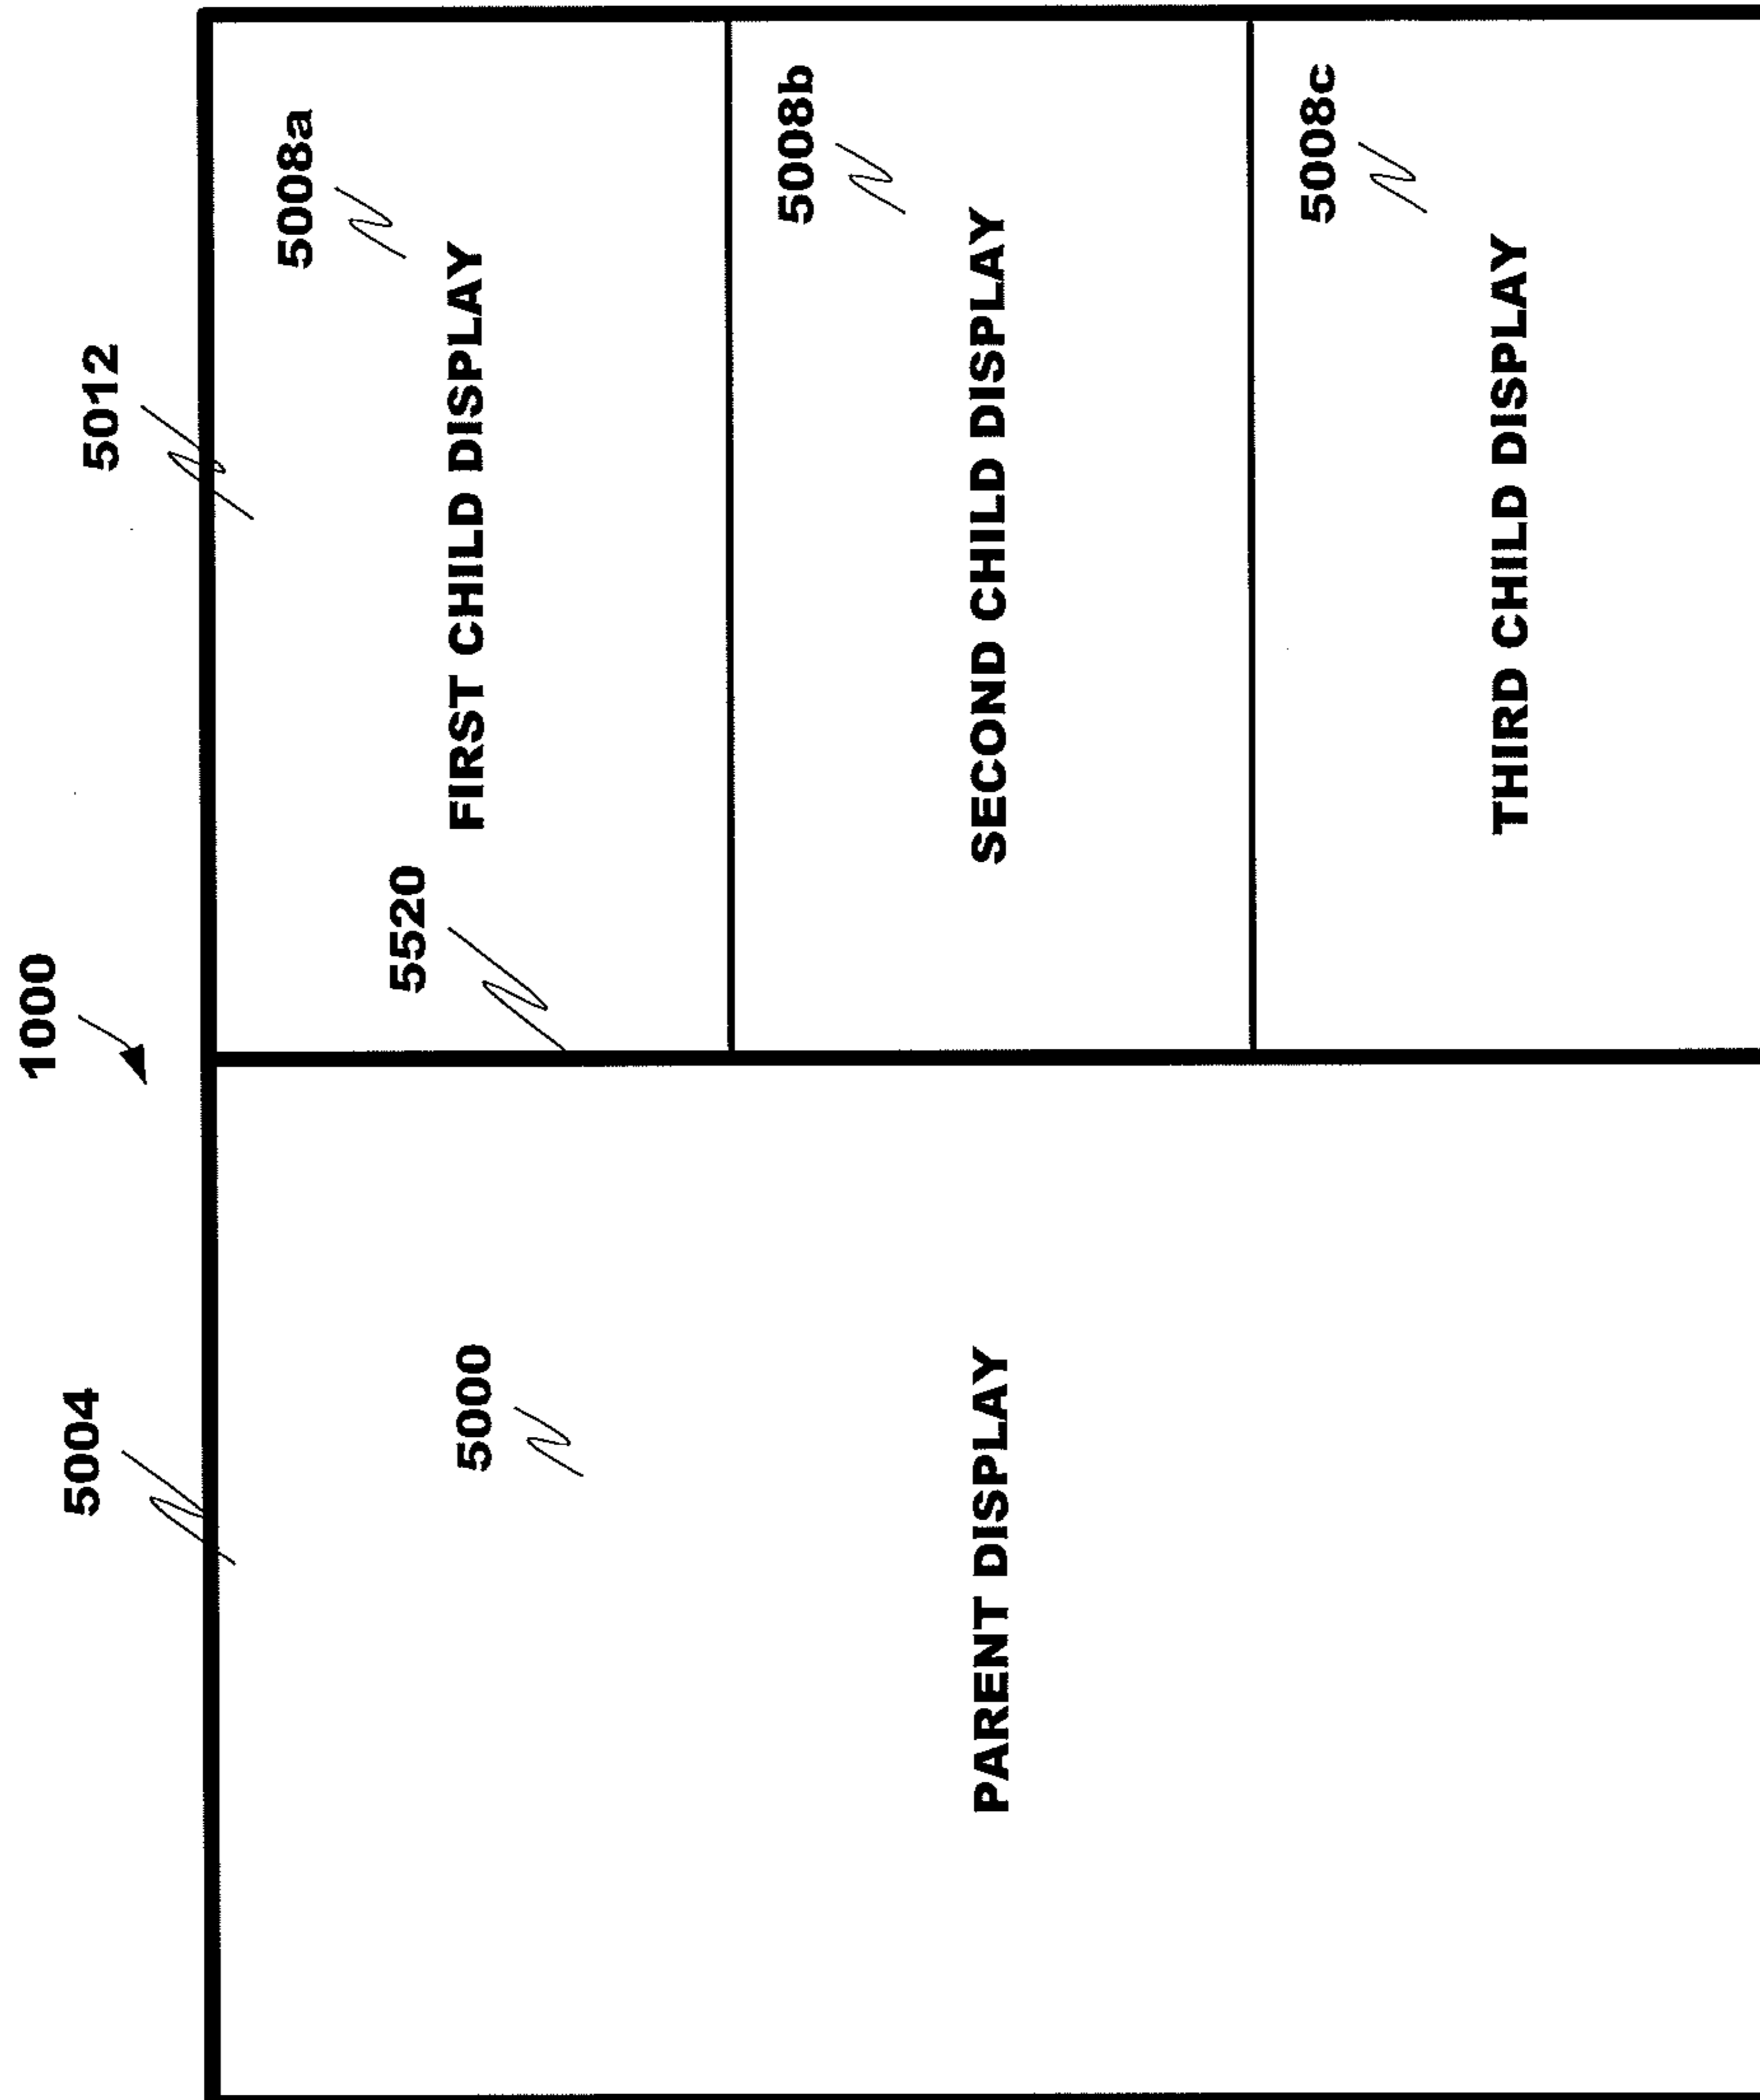 1000
5004
5012
5008a
5520
FIRST CHILD DISPLAY
5000
5008b
PARENT DISPLAY
SECOND CHILD DISPLAY
5008c
THIRD CHILD DISPLAY